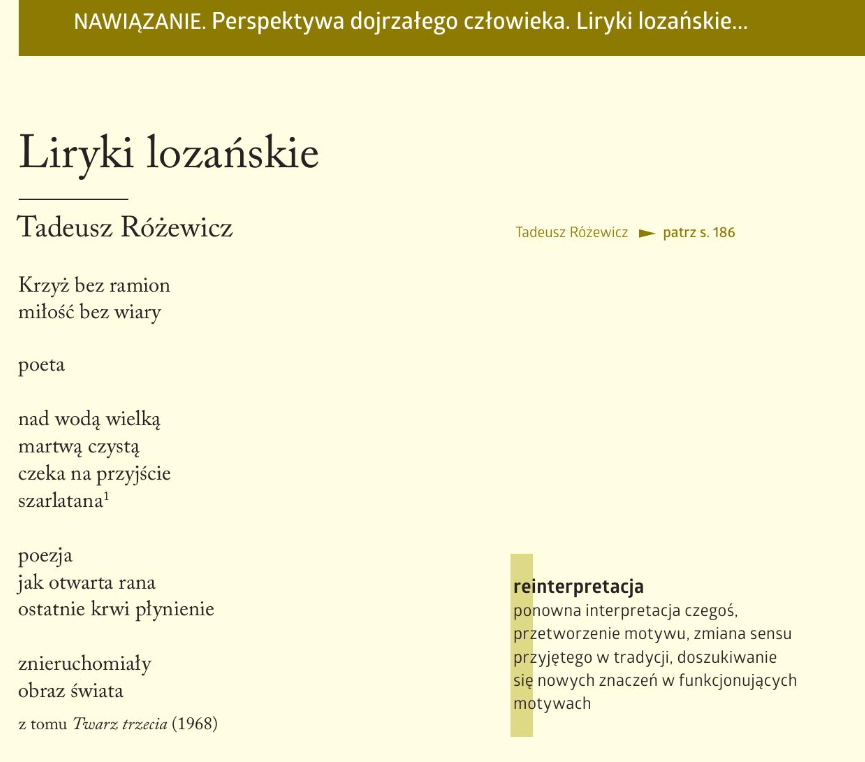 NAWIĄZANIE. Perspektywa dojrzałego człowieka. Liryki lozańskie...
Liryki lozańskie
Tadeusz Różewicz
Tadeusz Różewicz ► patrz s. 186
Krzyż bez ramion
miłość bez wiary
poeta
nad wodą wielką
martwą czystą
czeka na przyjście
szarlatana¹
poezja
jak otwarta rana
ostatnie krwi płynienie
znieruchomiały
obraz świata
z tomu Twarz trzecia (1968)
reinterpretacja
ponowna interpretacja czegoś,
przetworzenie motywu, zmiana sensu
przyjętego w tradycji, doszukiwanie
się nowych znaczeń w funkcjonujących
motywach